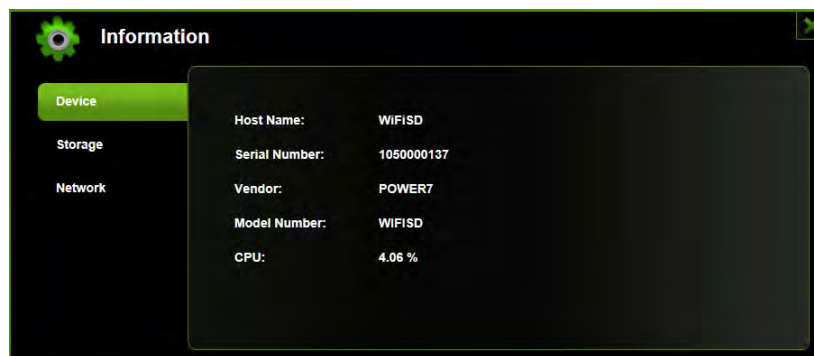 Information
Device
Storage
Network
Host Name: WiFiSD
Serial Number: 1050000137
Vendor: POWER7
Model Number: WIFISD
CPU: 4.06 %